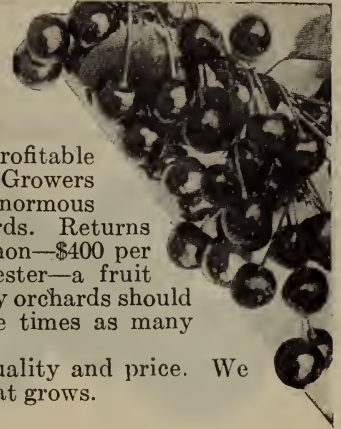 rofitable
Growers
normous
rds. Returns
non—$400 per
ester—a fruit
y orchards should
e times as many
uality and price. We
at grows.